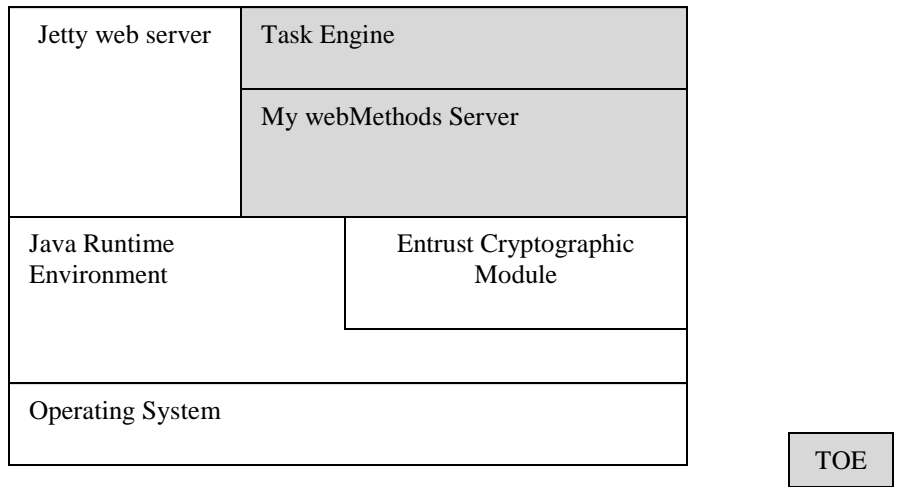 Jetty web server
Task Engine
My webMethods Server
Java Runtime
Environment
Entrust Cryptographic
Module
Operating System
TOE